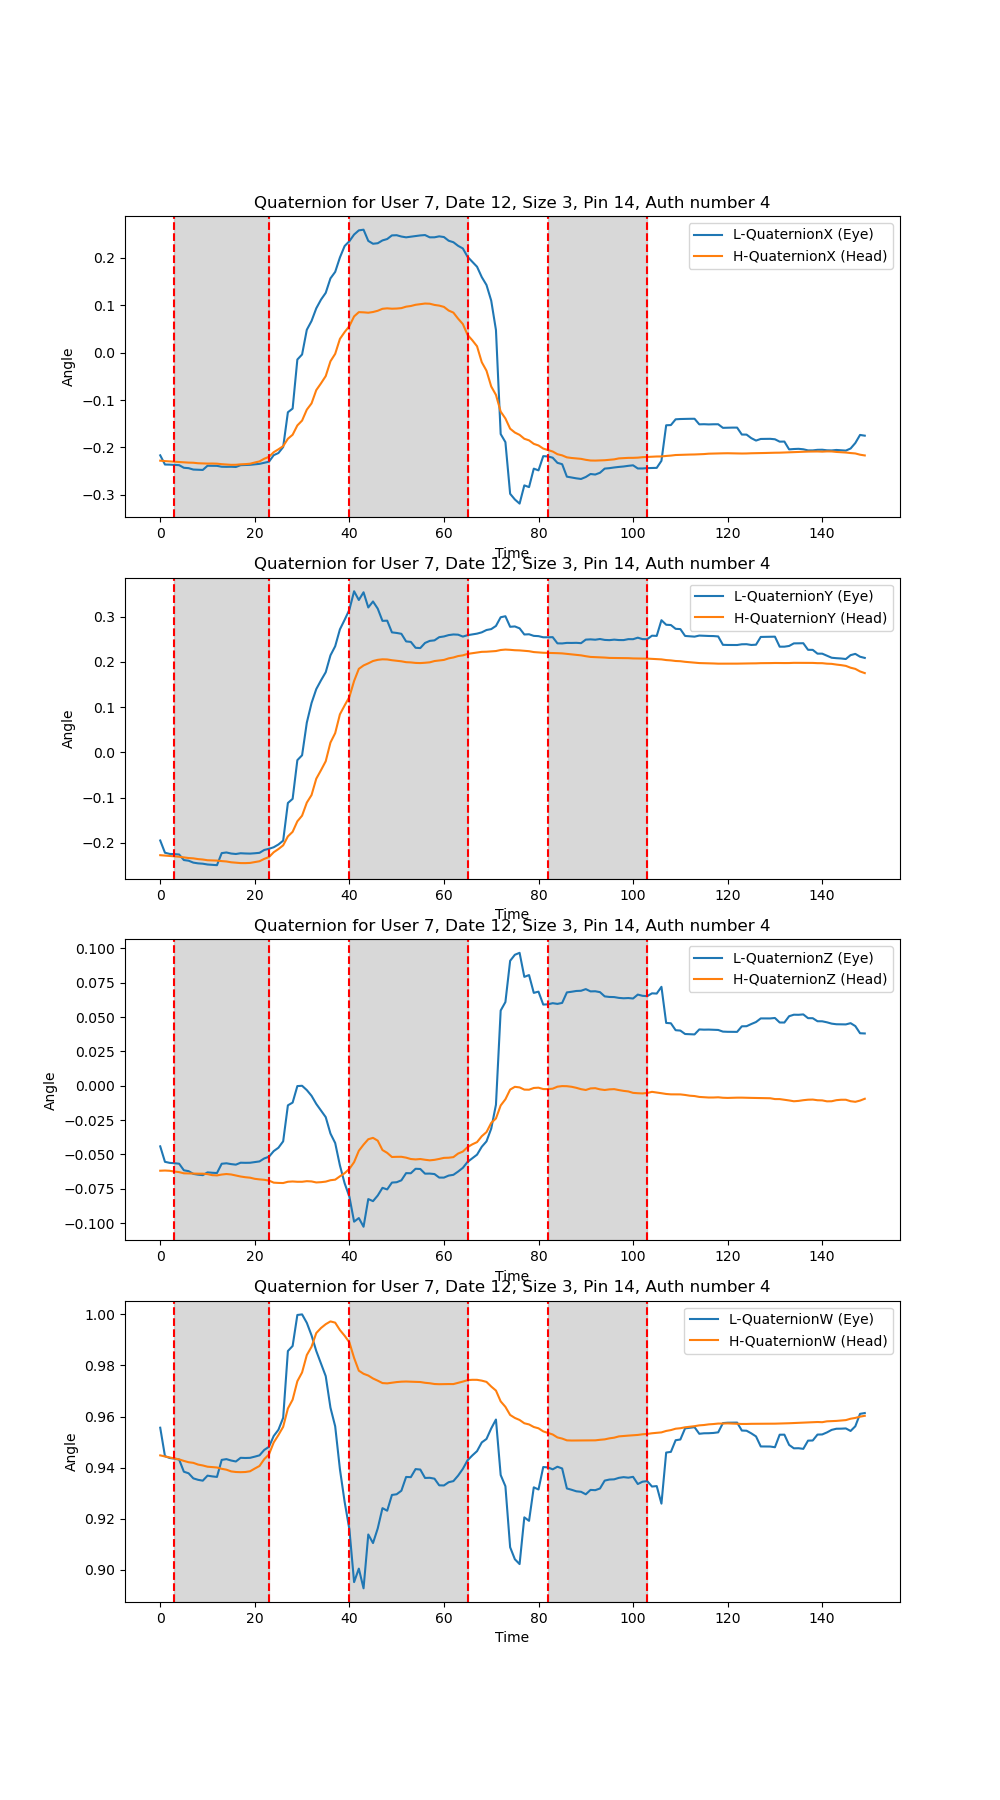 Quaternion for User 7, Date 12, Size 3, Pin 14, Auth number 4
L-QuaternionX (Eye)
H-QuaternionX (Head)
Angle
0.2
0.1
0.0
−0.1
−0.2
−0.3
0 20 40 60 80 100 120 140
Time
Quaternion for User 7, Date 12, Size 3, Pin 14, Auth number 4
L-QuaternionY (Eye)
H-QuaternionY (Head)
Angle
0.3
0.2
0.1
0.0
−0.1
−0.2
0 20 40 60 80 100 120 140
Time
Quaternion for User 7, Date 12, Size 3, Pin 14, Auth number 4
L-QuaternionZ (Eye)
H-QuaternionZ (Head)
Angle
0.100
0.075
0.050
0.025
0.000
−0.025
−0.050
−0.075
−0.100
0 20 40 60 80 100 120 140
Time
Quaternion for User 7, Date 12, Size 3, Pin 14, Auth number 4
L-QuaternionW (Eye)
H-QuaternionW (Head)
Angle
1.00
0.98
0.96
0.94
0.92
0.90
0 20 40 60 80 100 120 140
Time